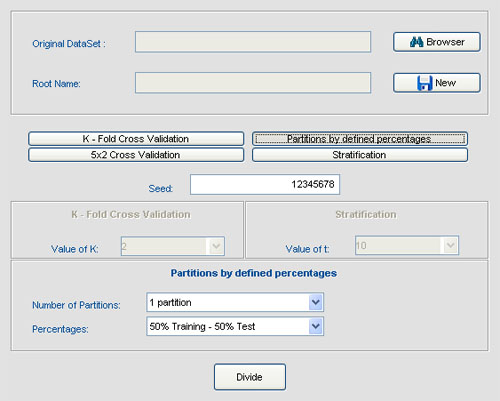 Original DataSet :
Browser
Root Name:
New
K - Fold Cross Validation
Partitions by defined percentages
5x2 Cross Validation
Stratification
Seed:
12345678
K - Fold Cross Validation
Stratification
Value of K:
2
Value of t:
10
Partitions by defined percentages
Number of Partitions:
1 partition
Percentages:
50% Training - 50% Test
Divide